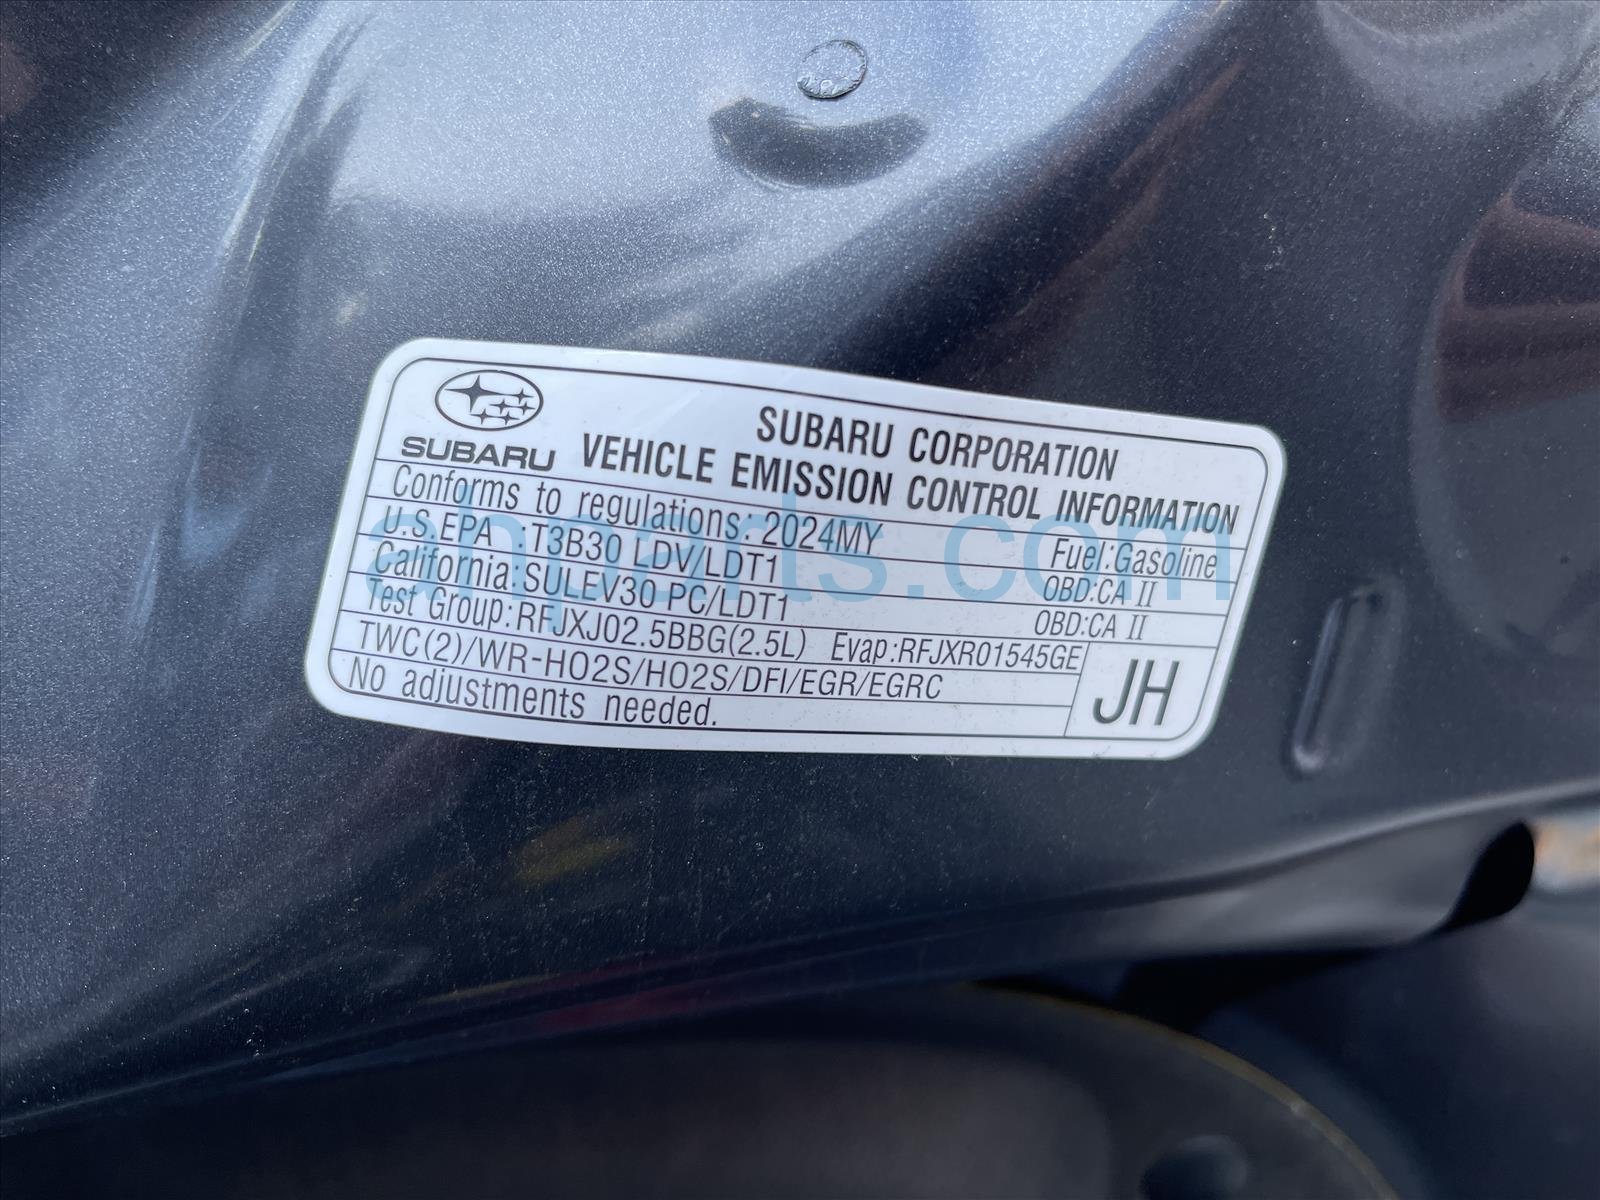 SUBARU CORPORATION
SUBARU VEHICLE EMISSION CONTROL INFORMATION
Conforms to regulations: 2024MY Fuel:Gasoline
U.S.EPA :T3B30 LDV/LDT1 OBD:CA II
California:SULEV30 PC/LDT1 OBD:CA II
Test Group:RFJXJ02.5BBG(2.5L) Evap:RFJXR01545GE
TWC(2)/WR-HO2S/HO2S/DFI/EGR/EGRC
No adjustments needed.
JH
ahparts.com